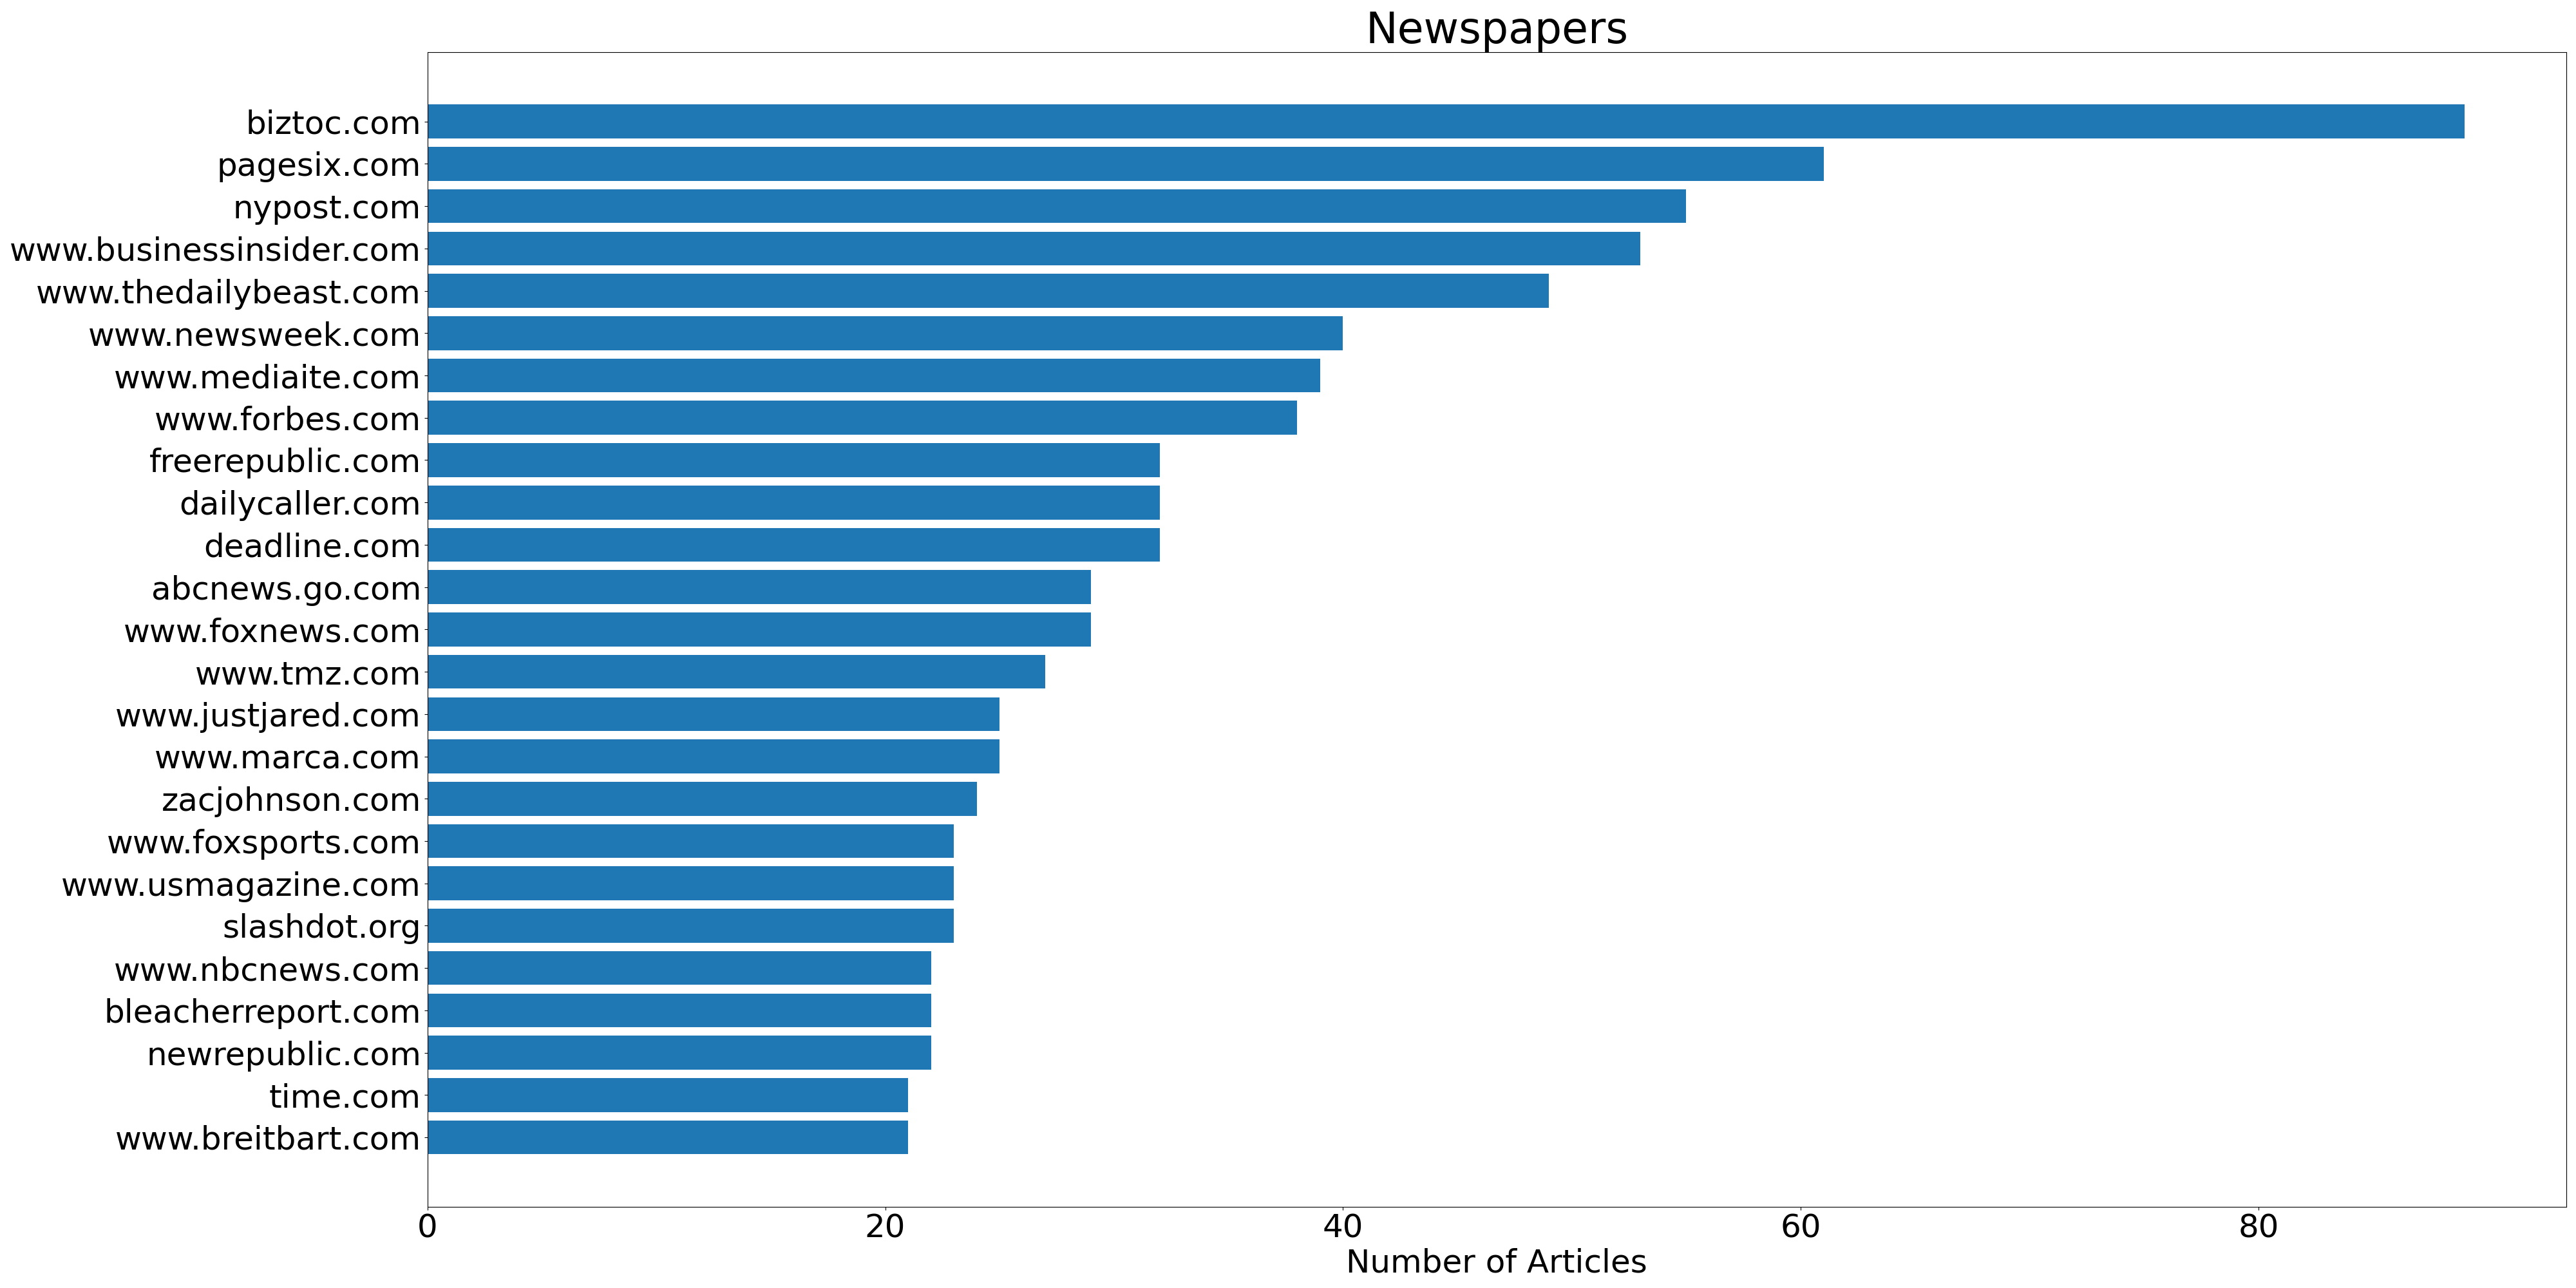 Newspapers
biztoc.com
pagesix.com
nypost.com
www.businessinsider.com
www.thedailybeast.com
www.newsweek.com
www.mediaite.com
www.forbes.com
freerepublic.com
dailycaller.com
deadline.com
abcnews.go.com
www.foxnews.com
www.tmz.com
www.justjared.com
www.marca.com
zacjohnson.com
www.foxsports.com
www.usmagazine.com
slashdot.org
www.nbcnews.com
bleacherreport.com
newrepublic.com
time.com
www.breitbart.com
0 20 40 60 80
Number of Articles